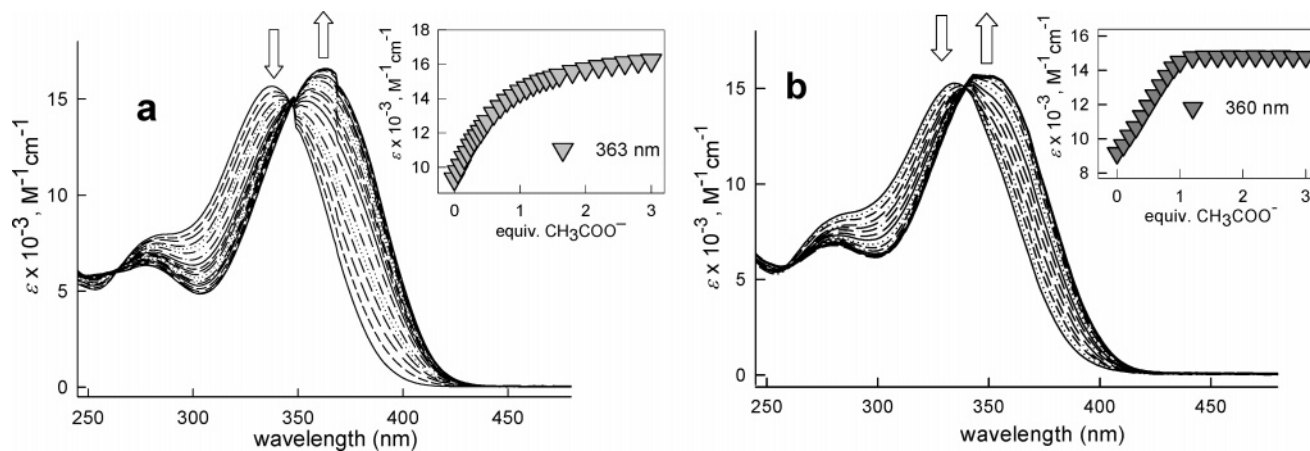 a
ε x 10⁻³, M⁻¹cm⁻¹
15
10
5
0
250 300 350 400 450
wavelength (nm)
ε x 10⁻³, M⁻¹cm⁻¹
18
16
14
12
10
363 nm
0 1 2 3
equiv. CH₃COO⁻
b
ε x 10⁻³, M⁻¹cm⁻¹
15
10
5
0
250 300 350 400 450
wavelength (nm)
ε x 10⁻³, M⁻¹cm⁻¹
16
14
12
10
8
360 nm
0 1 2 3
equiv. CH₃COO⁻